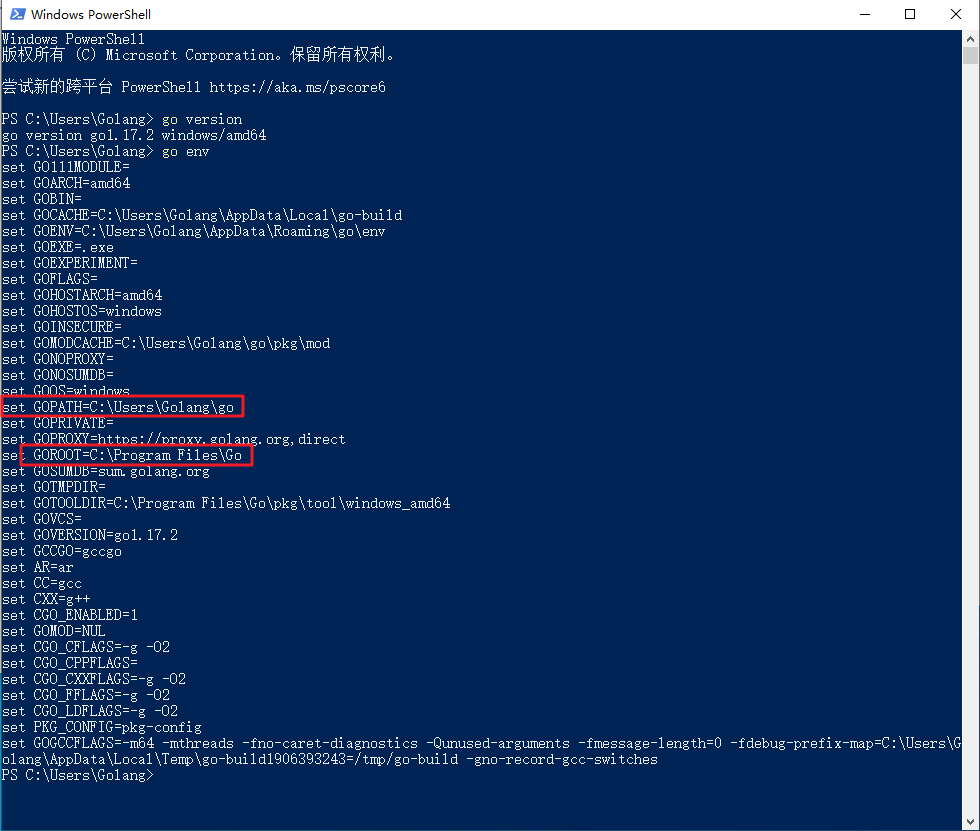 Windows PowerShell
Windows PowerShell
版权所有 (C) Microsoft Corporation。保留所有权利。
尝试新的跨平台 PowerShell https://aka.ms/pscore6
PS C:\Users\Golang> go version
go version go1.17.2 windows/amd64
PS C:\Users\Golang> go env
set GO111MODULE=
set GOARCH=amd64
set GOBIN=
set GOCACHE=C:\Users\Golang\AppData\Local\go-build
set GOENV=C:\Users\Golang\AppData\Roaming\go\env
set GOEXE=.exe
set GOEXPERIMENT=
set GOFLAGS=
set GOHOSTARCH=amd64
set GOHOSTOS=windows
set GOINSECURE=
set GOMODCACHE=C:\Users\Golang\go\pkg\mod
set GONOPROXY=
set GONOSUMDB=
set GOOS=windows
set GOPATH=C:\Users\Golang\go
set GOPRIVATE=
set GOPROXY=https://proxy.golang.org,direct
set GOROOT=C:\Program Files\Go
set GOSUMDB=sum.golang.org
set GOTMPDIR=
set GOTOOLDIR=C:\Program Files\Go\pkg\tool\windows_amd64
set GOVCS=
set GOVERSION=go1.17.2
set GCCGO=gccgo
set AR=ar
set CC=gcc
set CXX=g++
set CGO_ENABLED=1
set GOMOD=NUL
set CGO_CFLAGS=-g -O2
set CGO_CPPFLAGS=
set CGO_CXXFLAGS=-g -O2
set CGO_FFLAGS=-g -O2
set CGO_LDFLAGS=-g -O2
set PKG_CONFIG=pkg-config
set GOGCCFLAGS=-m64 -mthreads -fno-caret-diagnostics -Qunused-arguments -fmessage-length=0 -fdebug-prefix-map=C:\Users\G
olang\AppData\Local\Temp\go-build1906393243=/tmp/go-build -gno-record-gcc-switches
PS C:\Users\Golang>